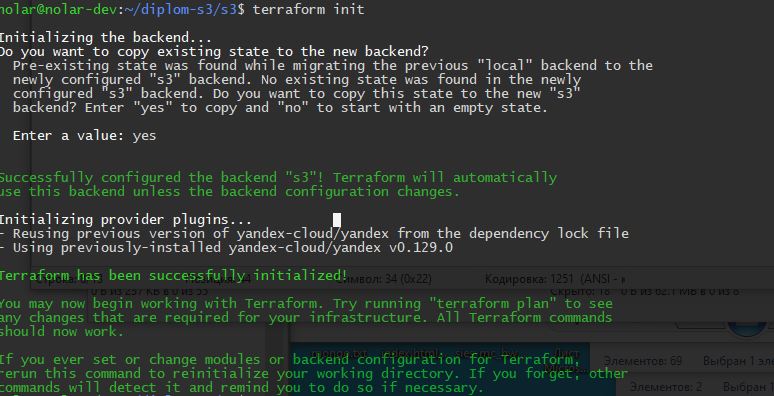 nolar@nolar-dev:~/diplom-s3/s3$ terraform init
Initializing the backend...
Do you want to copy existing state to the new backend?
Pre-existing state was found while migrating the previous "local" backend to the
newly configured "s3" backend. No existing state was found in the newly
configured "s3" backend. Do you want to copy this state to the new "s3"
backend? Enter "yes" to copy and "no" to start with an empty state.
Enter a value: yes
Successfully configured the backend "s3"! Terraform will automatically
use this backend unless the backend configuration changes.
Initializing provider plugins...
- Reusing previous version of yandex-cloud/yandex from the dependency lock file
- Using previously-installed yandex-cloud/yandex v0.129.0
Terraform has been successfully initialized!
Символ: 34 (0x22) Кодировка: 1251 (ANSI -
You may now begin working with Terraform. Try running "terraform plan" to see
any changes that are required for your infrastructure. All Terraform commands
should now work.
If you ever set or change modules or backend configuration for Terraform,
rerun this command to reinitialize your working directory. If you forget, other
Элементов: 69 Выбран 1 эл
commands will detect it and remind you to do so if necessary.
Элементов: 2 Выбран 1 эле